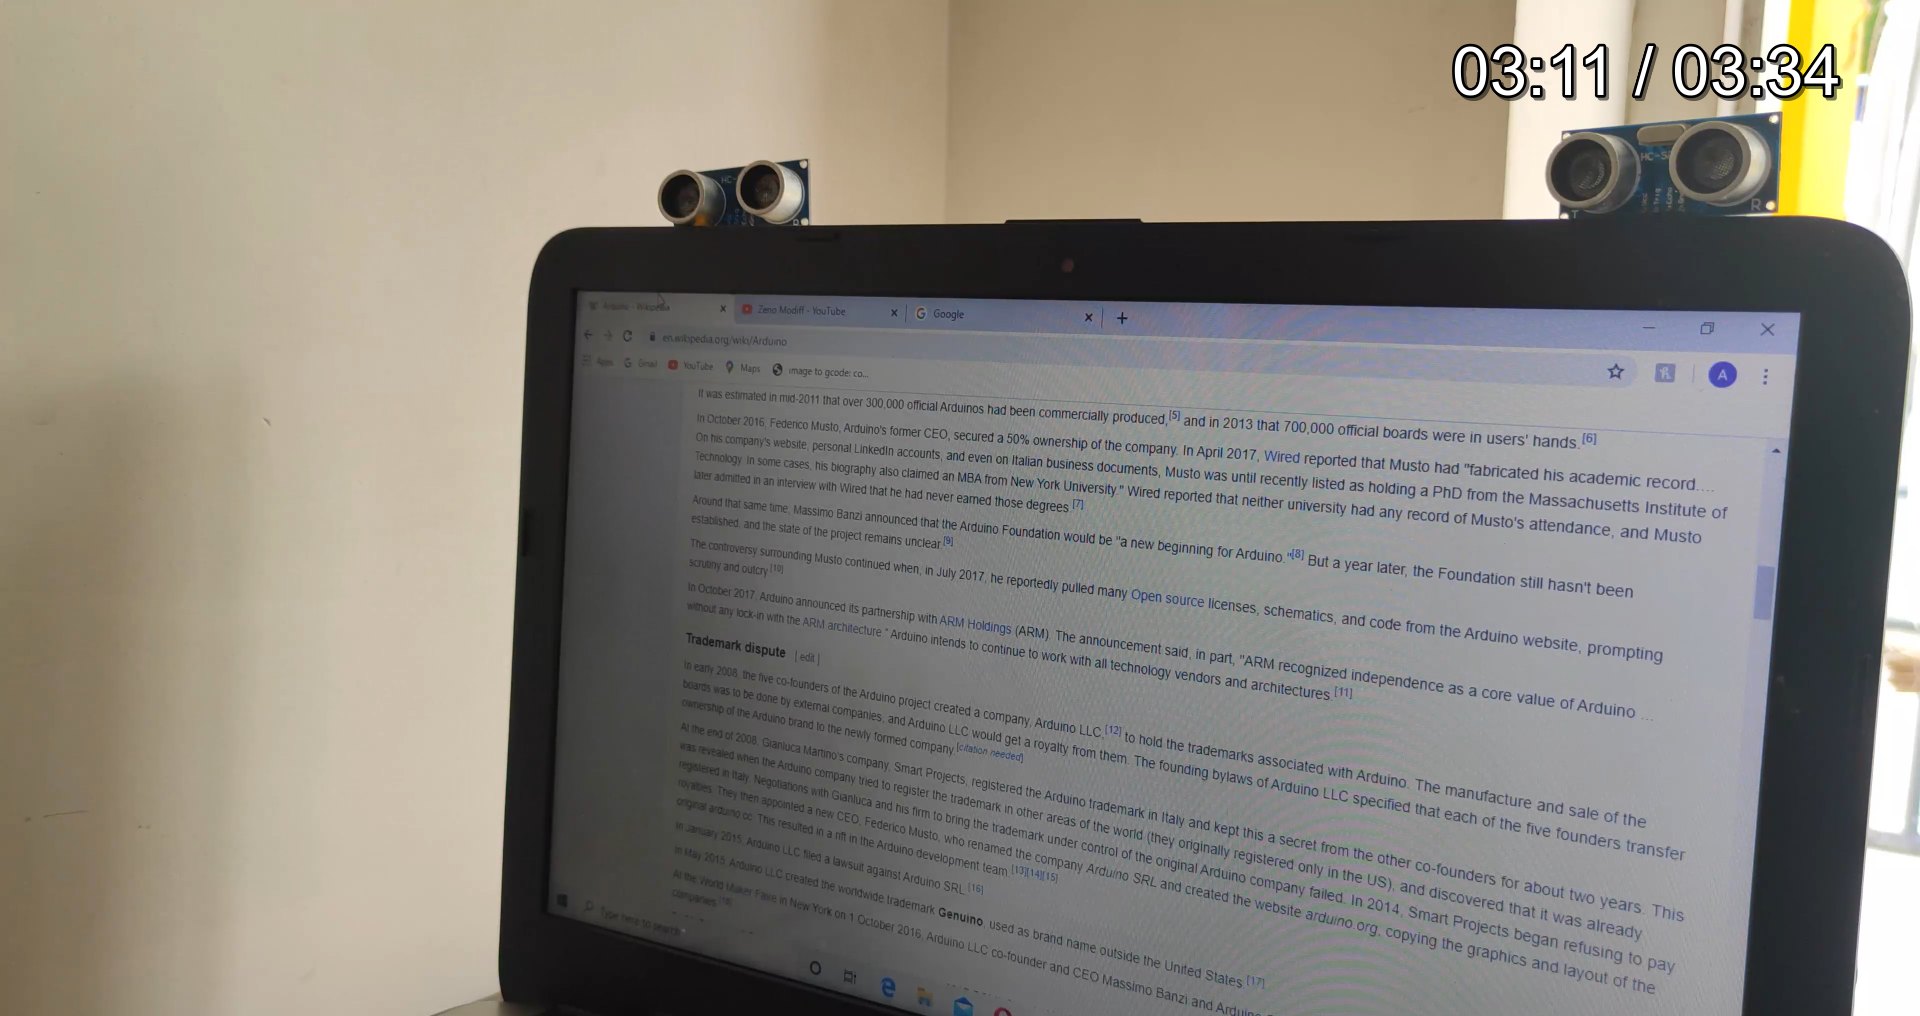 03:11 / 03:34
HC-
HC-S
T
R
Arduino - Wikipedia
Zeno Modiff - YouTube
Google
en.wikipedia.org/wiki/Arduino
Apps
Gmail
YouTube
Maps
image to gcode: co...
A
It was estimated in mid-2011 that over 300,000 official Arduinos had been commercially produced,[5] and in 2013 that 700,000 official boards were in users' hands.[6]
In October 2016, Federico Musto, Arduino's former CEO, secured a 50% ownership of the company. In April 2017, Wired reported that Musto had "fabricated his academic record....
On his company's website, personal LinkedIn accounts, and even on Italian business documents, Musto was until recently listed as holding a PhD from the Massachusetts Institute of
Technology. In some cases, his biography also claimed an MBA from New York University." Wired reported that neither university had any record of Musto's attendance, and Musto
later admitted in an interview with Wired that he had never earned those degrees.[7]
Around that same time, Massimo Banzi announced that the Arduino Foundation would be "a new beginning for Arduino."[8] But a year later, the Foundation still hasn't been
established, and the state of the project remains unclear.[9]
The controversy surrounding Musto continued when, in July 2017, he reportedly pulled many Open source licenses, schematics, and code from the Arduino website, prompting
scrutiny and outcry.[10]
In October 2017, Arduino announced its partnership with ARM Holdings (ARM). The announcement said, in part, "ARM recognized independence as a core value of Arduino ...
without any lock-in with the ARM architecture." Arduino intends to continue to work with all technology vendors and architectures.[11]
Trademark dispute [edit]
In early 2008, the five co-founders of the Arduino project created a company, Arduino LLC,[12] to hold the trademarks associated with Arduino. The manufacture and sale of the
boards was to be done by external companies, and Arduino LLC would get a royalty from them. The founding bylaws of Arduino LLC specified that each of the five founders transfer
ownership of the Arduino brand to the newly formed company.[citation needed]
At the end of 2008, Gianluca Martino's company, Smart Projects, registered the Arduino trademark in Italy and kept this a secret from the other co-founders for about two years. This
was revealed when the Arduino company tried to register the trademark in other areas of the world (they originally registered only in the US), and discovered that it was already
registered in Italy. Negotiations with Gianluca and his firm to bring the trademark under control of the original Arduino company failed. In 2014, Smart Projects began refusing to pay
royalties. They then appointed a new CEO, Federico Musto, who renamed the company Arduino SRL and created the website arduino.org, copying the graphics and layout of the
original arduino.cc. This resulted in a rift in the Arduino development team.[13][14][15]
In January 2015, Arduino LLC filed a lawsuit against Arduino SRL.[16]
In May 2015, Arduino LLC created the worldwide trademark Genuino, used as brand name outside the United States.[17]
At the World Maker Faire in New York on 1 October 2016, Arduino LLC co-founder and CEO Massimo Banzi and Arduino
companies.[18]
Type here to search